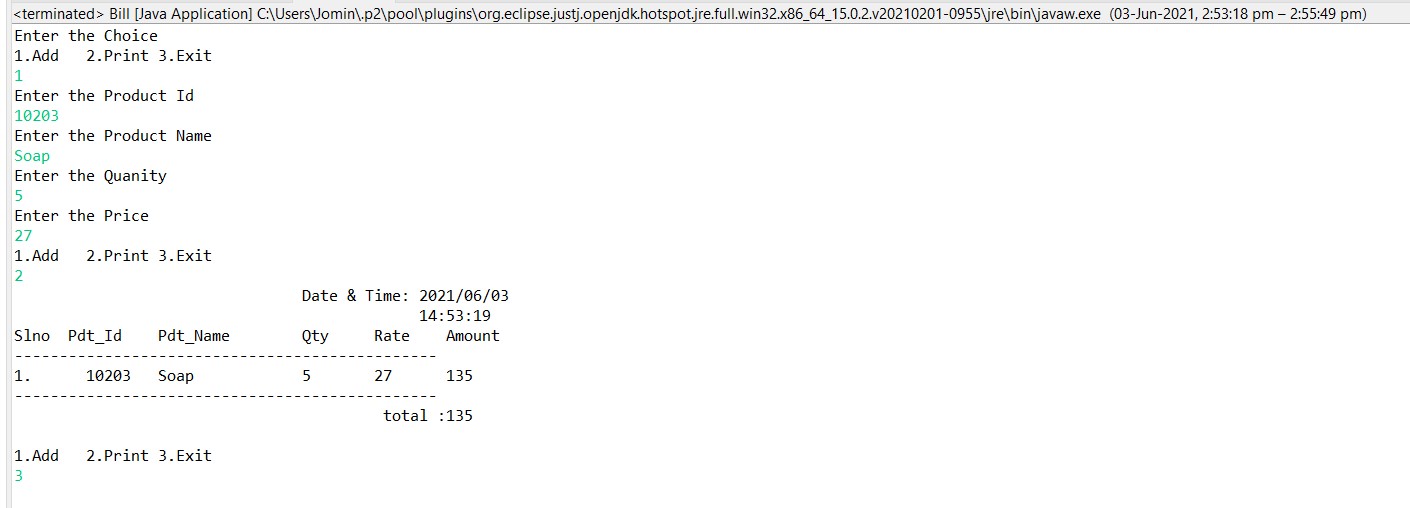 <terminated> Bill [Java Application] C:\Users\Jomin\.p2\pool\plugins\org.eclipse.justj.openjdk.hotspot.jre.full.win32.x86_64_15.0.2.v20210201-0955\jre\bin\javaw.exe  (03-Jun-2021, 2:53:18 pm – 2:55:49 pm)
Enter the Choice
1.Add   2.Print 3.Exit
1
Enter the Product Id
10203
Enter the Product Name
Soap
Enter the Quanity
5
Enter the Price
27
1.Add   2.Print 3.Exit
2
                                Date & Time: 2021/06/03
                                             14:53:19
Slno  Pdt_Id    Pdt_Name        Qty     Rate    Amount
-----------------------------------------------
1.      10203   Soap            5       27      135
-----------------------------------------------
                                         total :135

1.Add   2.Print 3.Exit
3